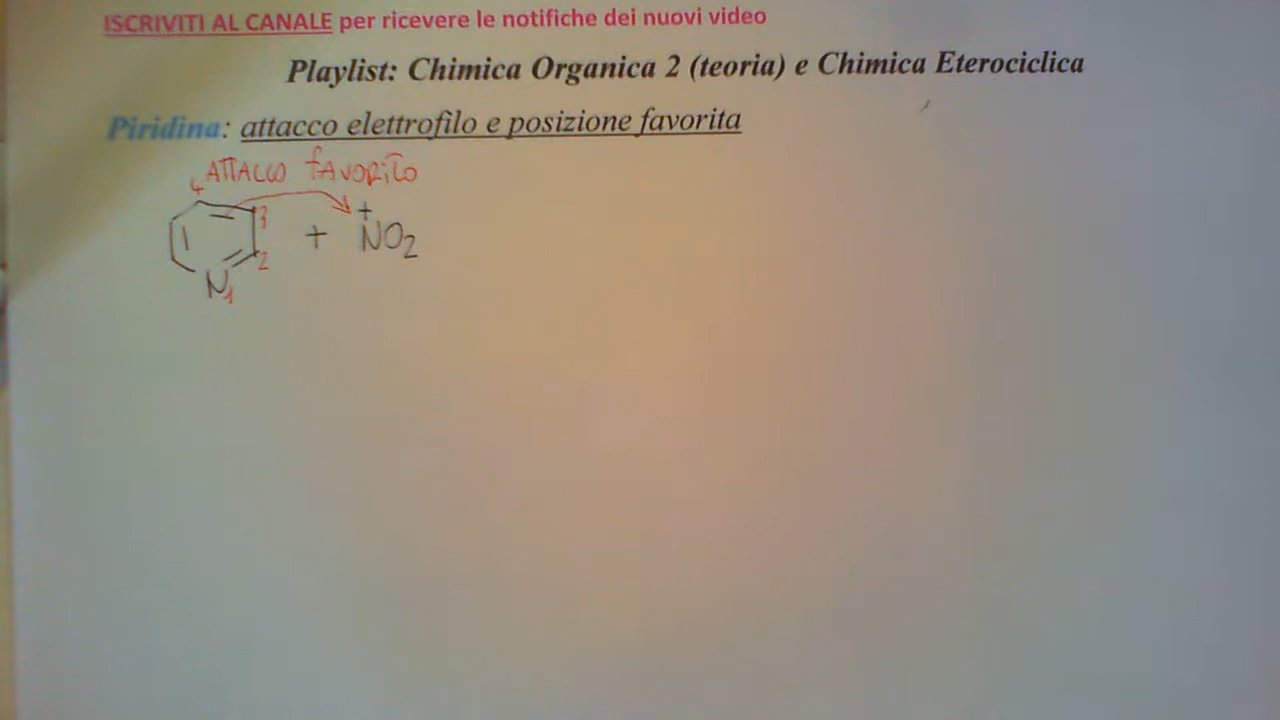 ISCRIVITI AL CANALE per ricevere le notifiche dei nuovi video
Playlist: Chimica Organica 2 (teoria) e Chimica Eterociclica
Piridina: attacco elettrofilo e posizione favorita
ATTACCO FAVORITO
4
3
+ +NO2
2
N1